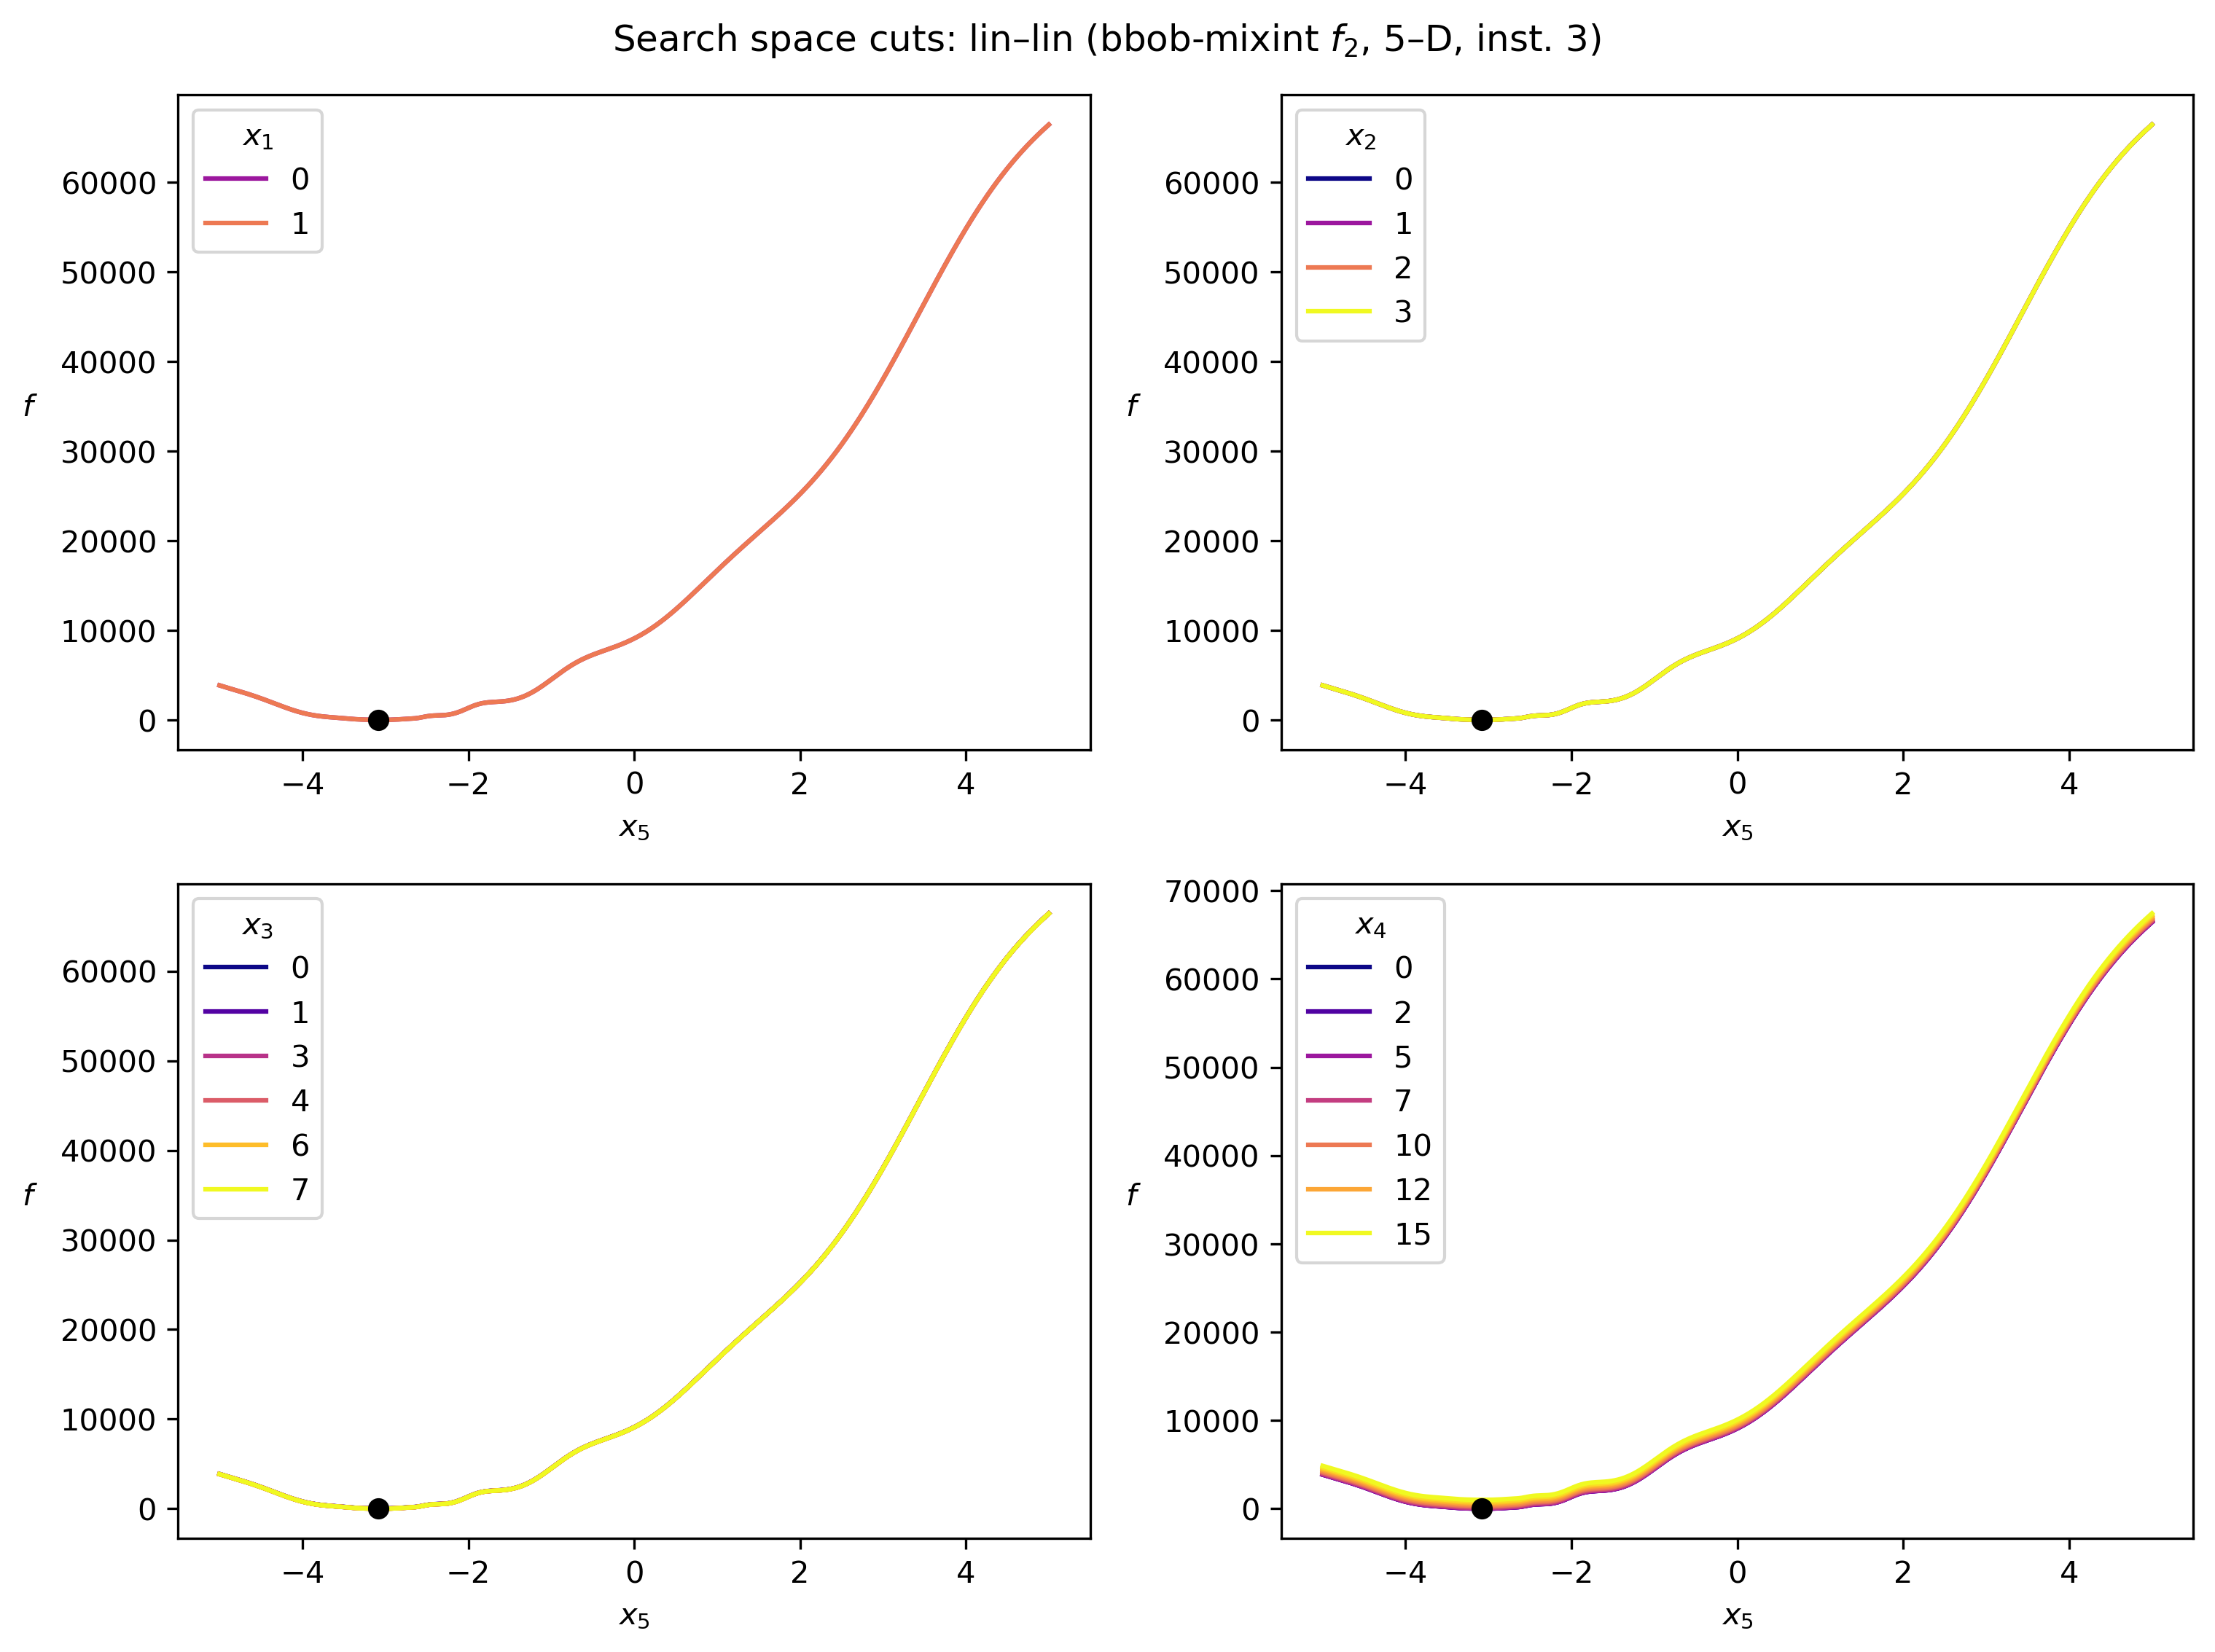 Search space cuts: lin–lin (bbob-mixint f₂, 5–D, inst. 3)
x₁
0
1
60000
50000
40000
30000
20000
10000
0
f
−4 −2 0 2 4
x₅
x₂
0
1
2
3
60000
50000
40000
30000
20000
10000
0
f
−4 −2 0 2 4
x₅
x₃
0
1
3
4
6
7
60000
50000
40000
30000
20000
10000
0
f
−4 −2 0 2 4
x₅
x₄
0
2
5
7
10
12
15
70000
60000
50000
40000
30000
20000
10000
0
f
−4 −2 0 2 4
x₅